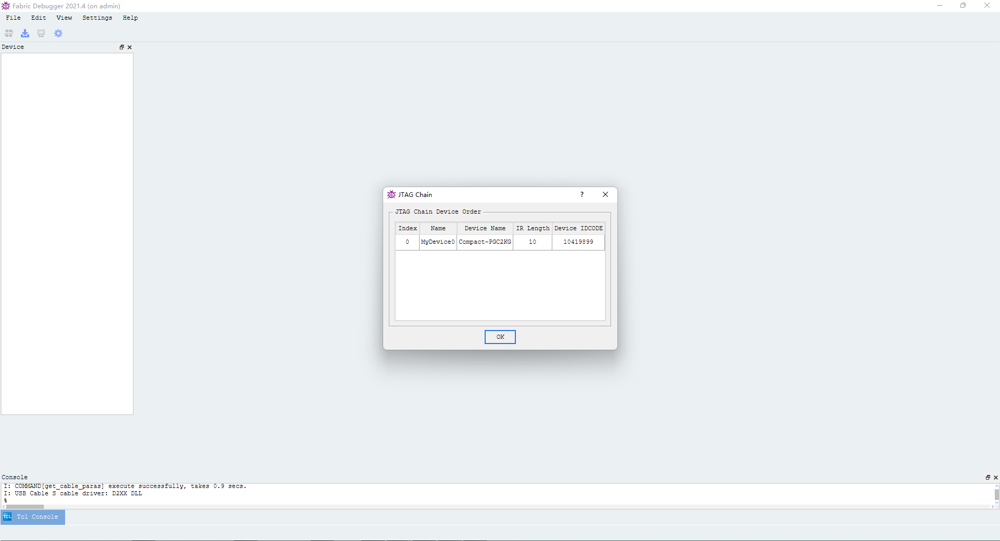 Fabric Debugger 2021.4 (on admin)
File Edit View Settings Help
Device
JTAG Chain
?
JTAG Chain Device Order
Index Name Device Name IR Length Device IDCODE
0 MyDevice0 Compact-PGC2KG 10 10419899
OK
Console
I: COMMAND[get_cable_paras] execute successfully, takes 0.9 secs.
I: USB Cable S cable driver: D2XX DLL
%
TCL Tcl Console